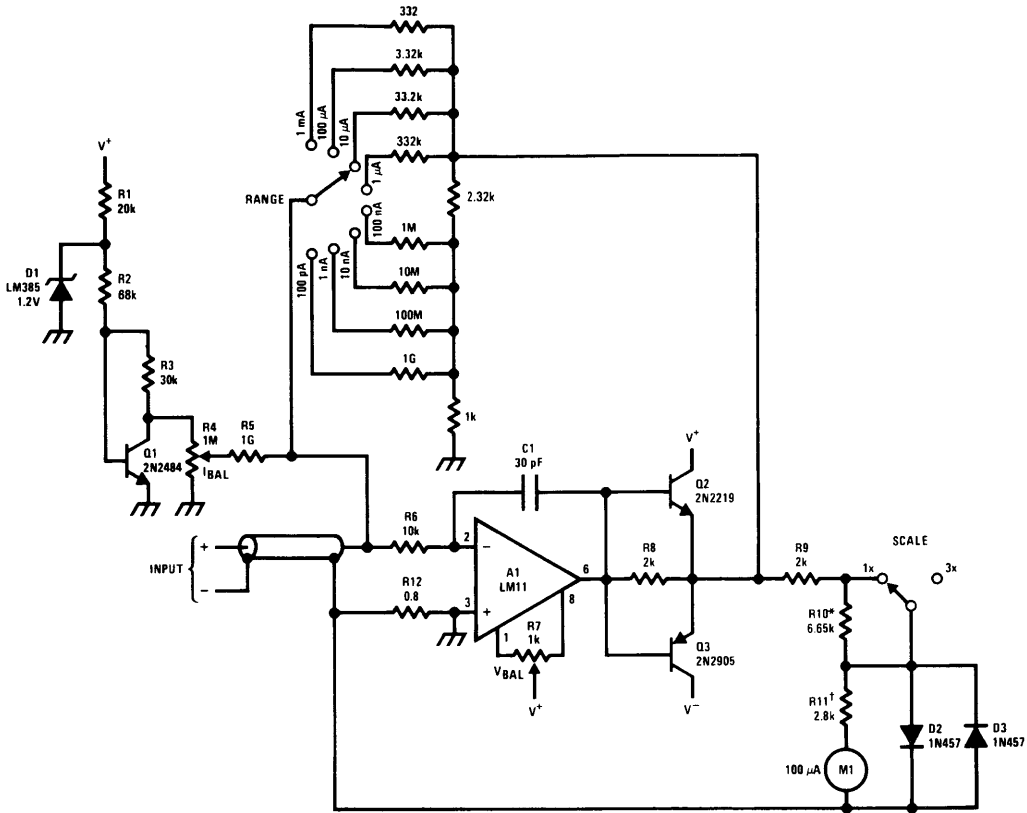 332
3.32k
33.2k
332k
1 mA
100 μA
10 μA
1 μA
RANGE
2.32k
100 nA
10 nA
1 nA
100 pA
1M
10M
100M
1G
1k
V+
R1
20k
D1
LM385
1.2V
R2
68k
R3
30k
R4
1M
IBAL
R5
1G
Q1
2N2484
C1
30 pF
V+
Q2
2N2219
INPUT
+
−
R6
10k
R12
0.8
2
−
3
+
A1
LM11
6
8
1
R7
1k
VBAL
V+
R8
2k
Q3
2N2905
V−
R9
2k
SCALE
1x
3x
R10*
6.65k
R11†
2.8k
D2
1N457
D3
1N457
100 μA
M1